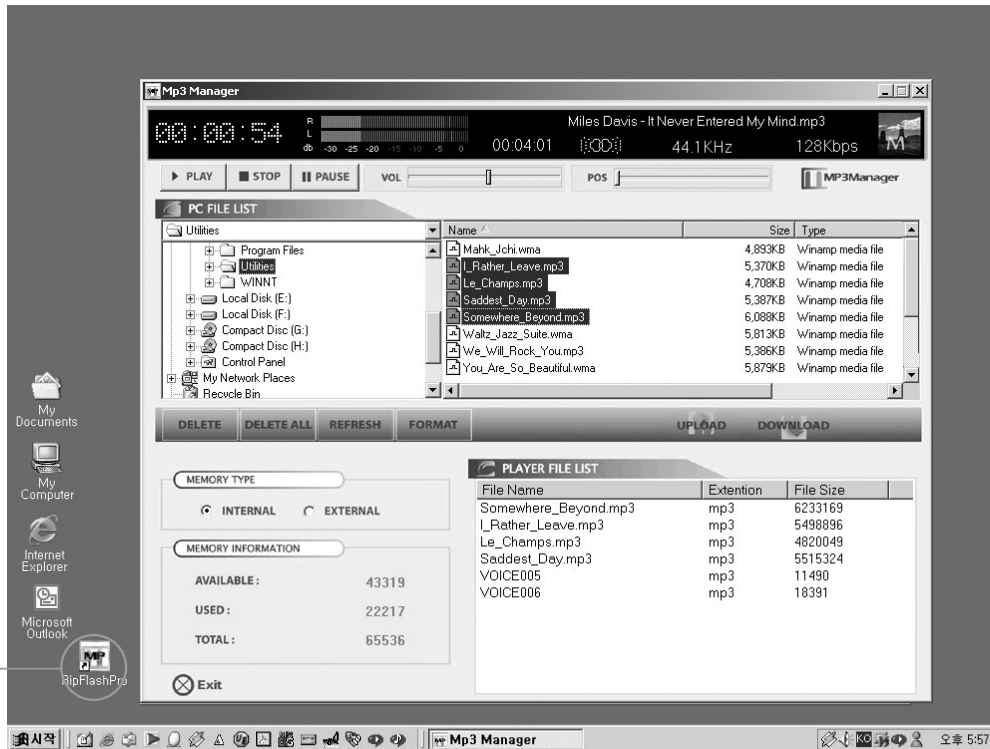 Mp3 Manager
00:00:54
R
L
db -30 -25 -20 -15 -10 -5 0
Miles Davis - It Never Entered My Mind.mp3
00:04:01
44.1KHz
128Kbps
M
PLAY
STOP
PAUSE
VOL
POS
MP3Manager
PC FILE LIST
Utilities
Name Size Type
Program Files
Utilities
WINNT
Local Disk (E:)
Local Disk (F:)
Compact Disc (G:)
Compact Disc (H:)
Control Panel
My Network Places
Recycle Bin
Mahk_Jchi.wma 4,893KB Winamp media file
I_Rather_Leave.mp3 5,370KB Winamp media file
Le_Champs.mp3 4,708KB Winamp media file
Saddest_Day.mp3 5,387KB Winamp media file
Somewhere_Beyond.mp3 6,088KB Winamp media file
Waltz_Jazz_Suite.wma 5,813KB Winamp media file
We_Will_Rock_You.mp3 5,386KB Winamp media file
You_Are_So_Beautiful.wma 5,879KB Winamp media file
DELETE
DELETE ALL
REFRESH
FORMAT
UPLOAD
DOWNLOAD
MEMORY TYPE
INTERNAL
EXTERNAL
MEMORY INFORMATION
AVAILABLE : 43319
USED : 22217
TOTAL : 65536
Exit
PLAYER FILE LIST
File Name Extention File Size
Somewhere_Beyond.mp3 mp3 6233169
I_Rather_Leave.mp3 mp3 5498896
Le_Champs.mp3 mp3 4820049
Saddest_Day.mp3 mp3 5515324
VOICE005 mp3 11490
VOICE006 mp3 18391
My
Documents
My
Computer
Internet
Explorer
Microsoft
Outlook
MP
RipFlashPro
시작
Mp3 Manager
KO
오후 5:57